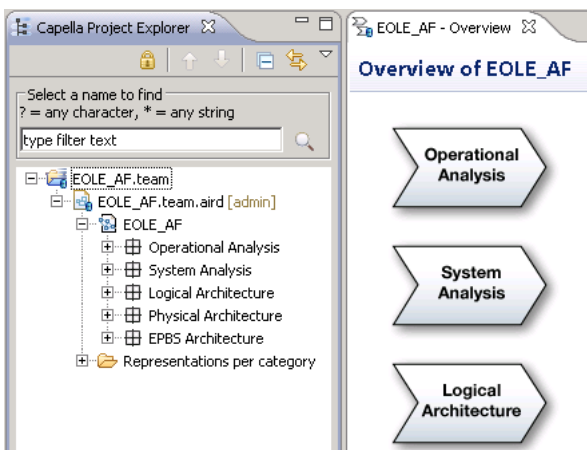 Capella Project Explorer
EOLE_AF - Overview
Overview of EOLE_AF
Select a name to find
? = any character, * = any string
type filter text
EOLE_AF.team
EOLE_AF.team.aird [admin]
EOLE_AF
Operational Analysis
System Analysis
Logical Architecture
Physical Architecture
EPBS Architecture
Representations per category
Operational
Analysis
System
Analysis
Logical
Architecture